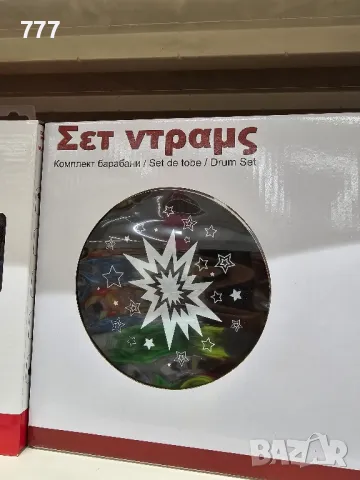 777
Σετ ντραμς
Комплект барабани / Set de tobe / Drum Set
BAZAR